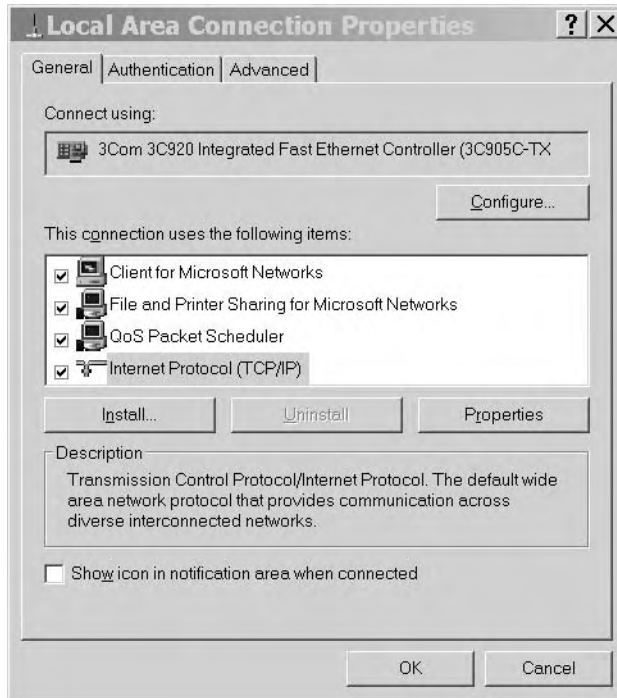 Local Area Connection Properties
General Authentication Advanced
Connect using:
3Com 3C920 Integrated Fast Ethernet Controller (3C905C-TX
Configure...
This connection uses the following items:
Client for Microsoft Networks
File and Printer Sharing for Microsoft Networks
QoS Packet Scheduler
Internet Protocol (TCP/IP)
Install... Uninstall Properties
Description
Transmission Control Protocol/Internet Protocol. The default wide
area network protocol that provides communication across
diverse interconnected networks.
Show icon in notification area when connected
OK Cancel